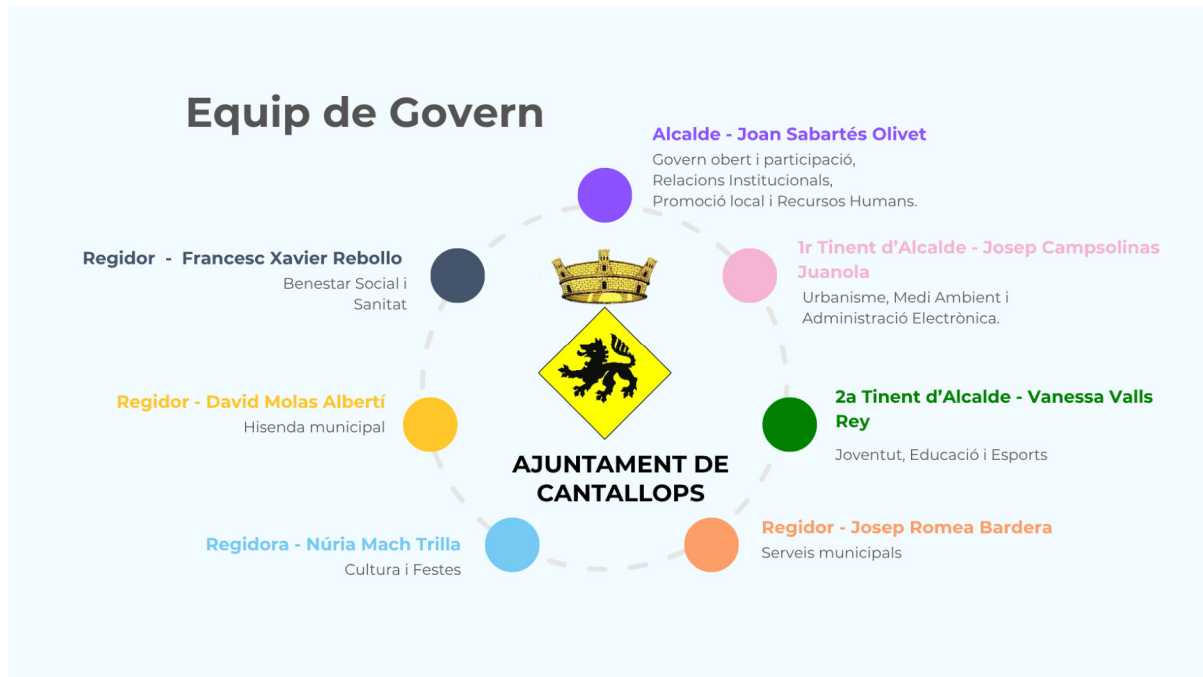 Equip de Govern
Alcalde - Joan Sabartés Olivet
Govern obert i participació,
Relacions Institucionals,
Promoció local i Recursos Humans.
1r Tinent d’Alcalde - Josep Campsolinas
Juanola
Urbanisme, Medi Ambient i
Administració Electrònica.
2a Tinent d’Alcalde - Vanessa Valls
Rey
Joventut, Educació i Esports
Regidor - Josep Romea Bardera
Serveis municipals
Regidora - Núria Mach Trilla
Cultura i Festes
Regidor - David Molas Albertí
Hisenda municipal
Regidor - Francesc Xavier Rebollo
Benestar Social i
Sanitat
AJUNTAMENT DE
CANTALLOPS